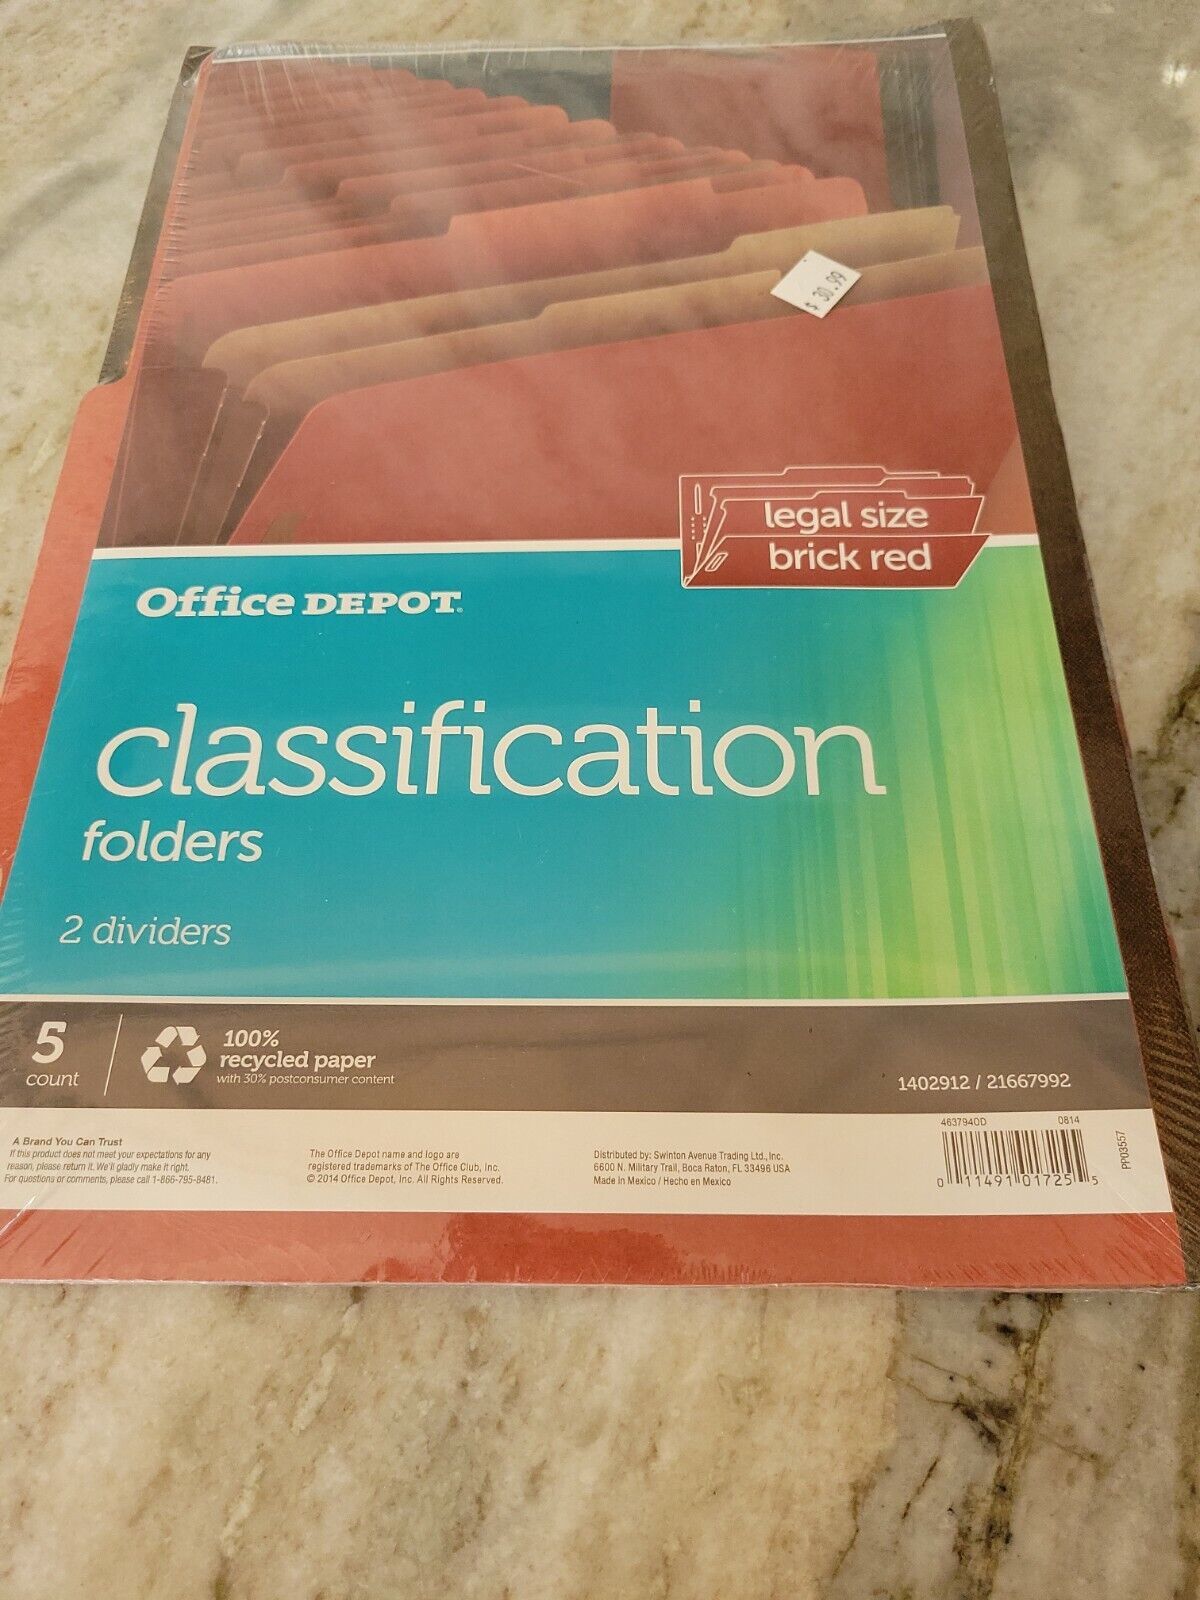 $ 30.99
legal size
brick red
Office DEPOT.
classification
folders
2 dividers
5
count
100%
recycled paper
with 30% postconsumer content
1402912 / 21667992
A Brand You Can Trust
If this product does not meet your expectations for any
reason, please return it. We'll gladly make it right.
For questions or comments, please call 1-866-795-8481.
The Office Depot name and logo are
registered trademarks of The Office Club, Inc.
© 2014 Office Depot, Inc. All Rights Reserved.
Distributed by: Swinton Avenue Trading Ltd., Inc.
6600 N. Military Trail, Boca Raton, FL 33496 USA
Made in Mexico / Hecho en Mexico
463794OD 0814
0 11491 01725 5
PP03557